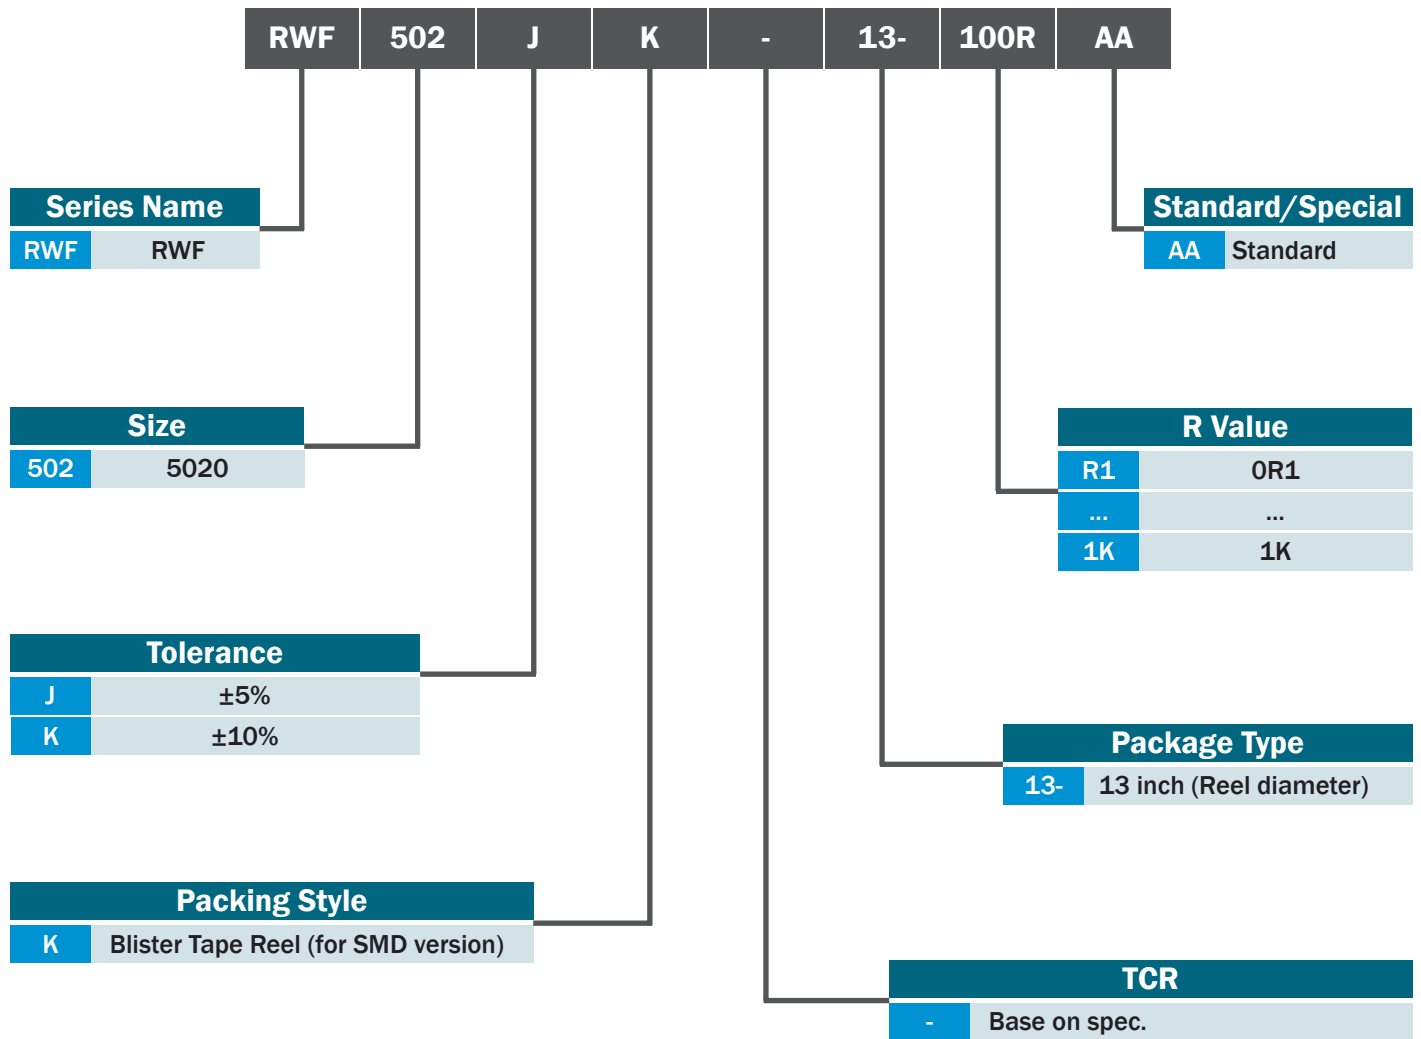 RWF 502 J K - 13- 100R AA
Series Name
RWF RWF
Standard/Special
AA Standard
Size
502 5020
R Value
R1 0R1
... ...
1K 1K
Tolerance
J ±5%
K ±10%
Package Type
13- 13 inch (Reel diameter)
Packing Style
K Blister Tape Reel (for SMD version)
TCR
- Base on spec.